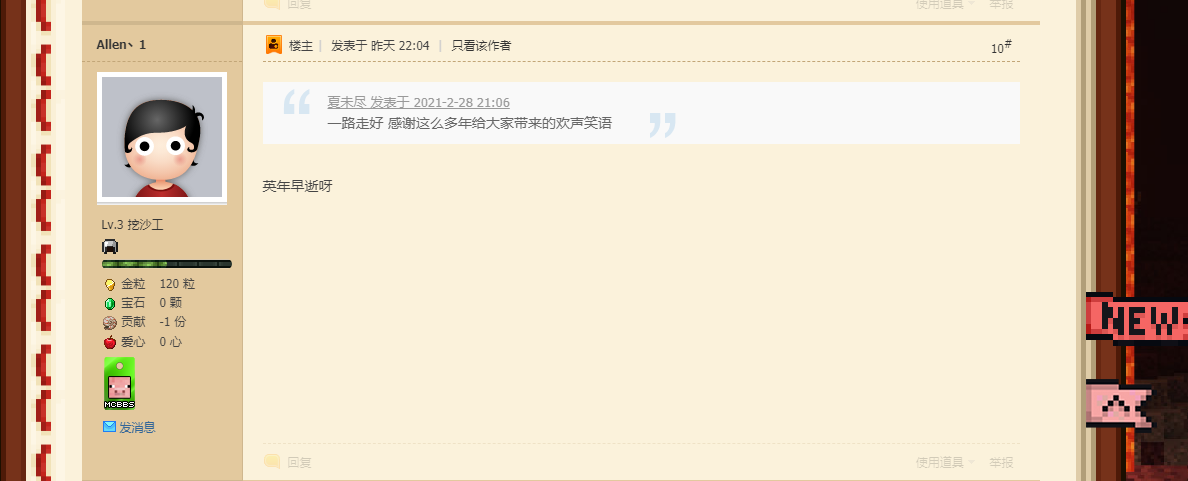 回复
使用道具 举报
Allen丶1
楼主 | 发表于 昨天 22:04 | 只看该作者
10#
夏未尽 发表于 2021-2-28 21:06
一路走好 感谢这么多年给大家带来的欢声笑语
英年早逝呀
Lv.3 挖沙工
金粒 120 粒
宝石 0 颗
贡献 -1 份
爱心 0 心
MCBBS
发消息
回复
使用道具 举报
NEW